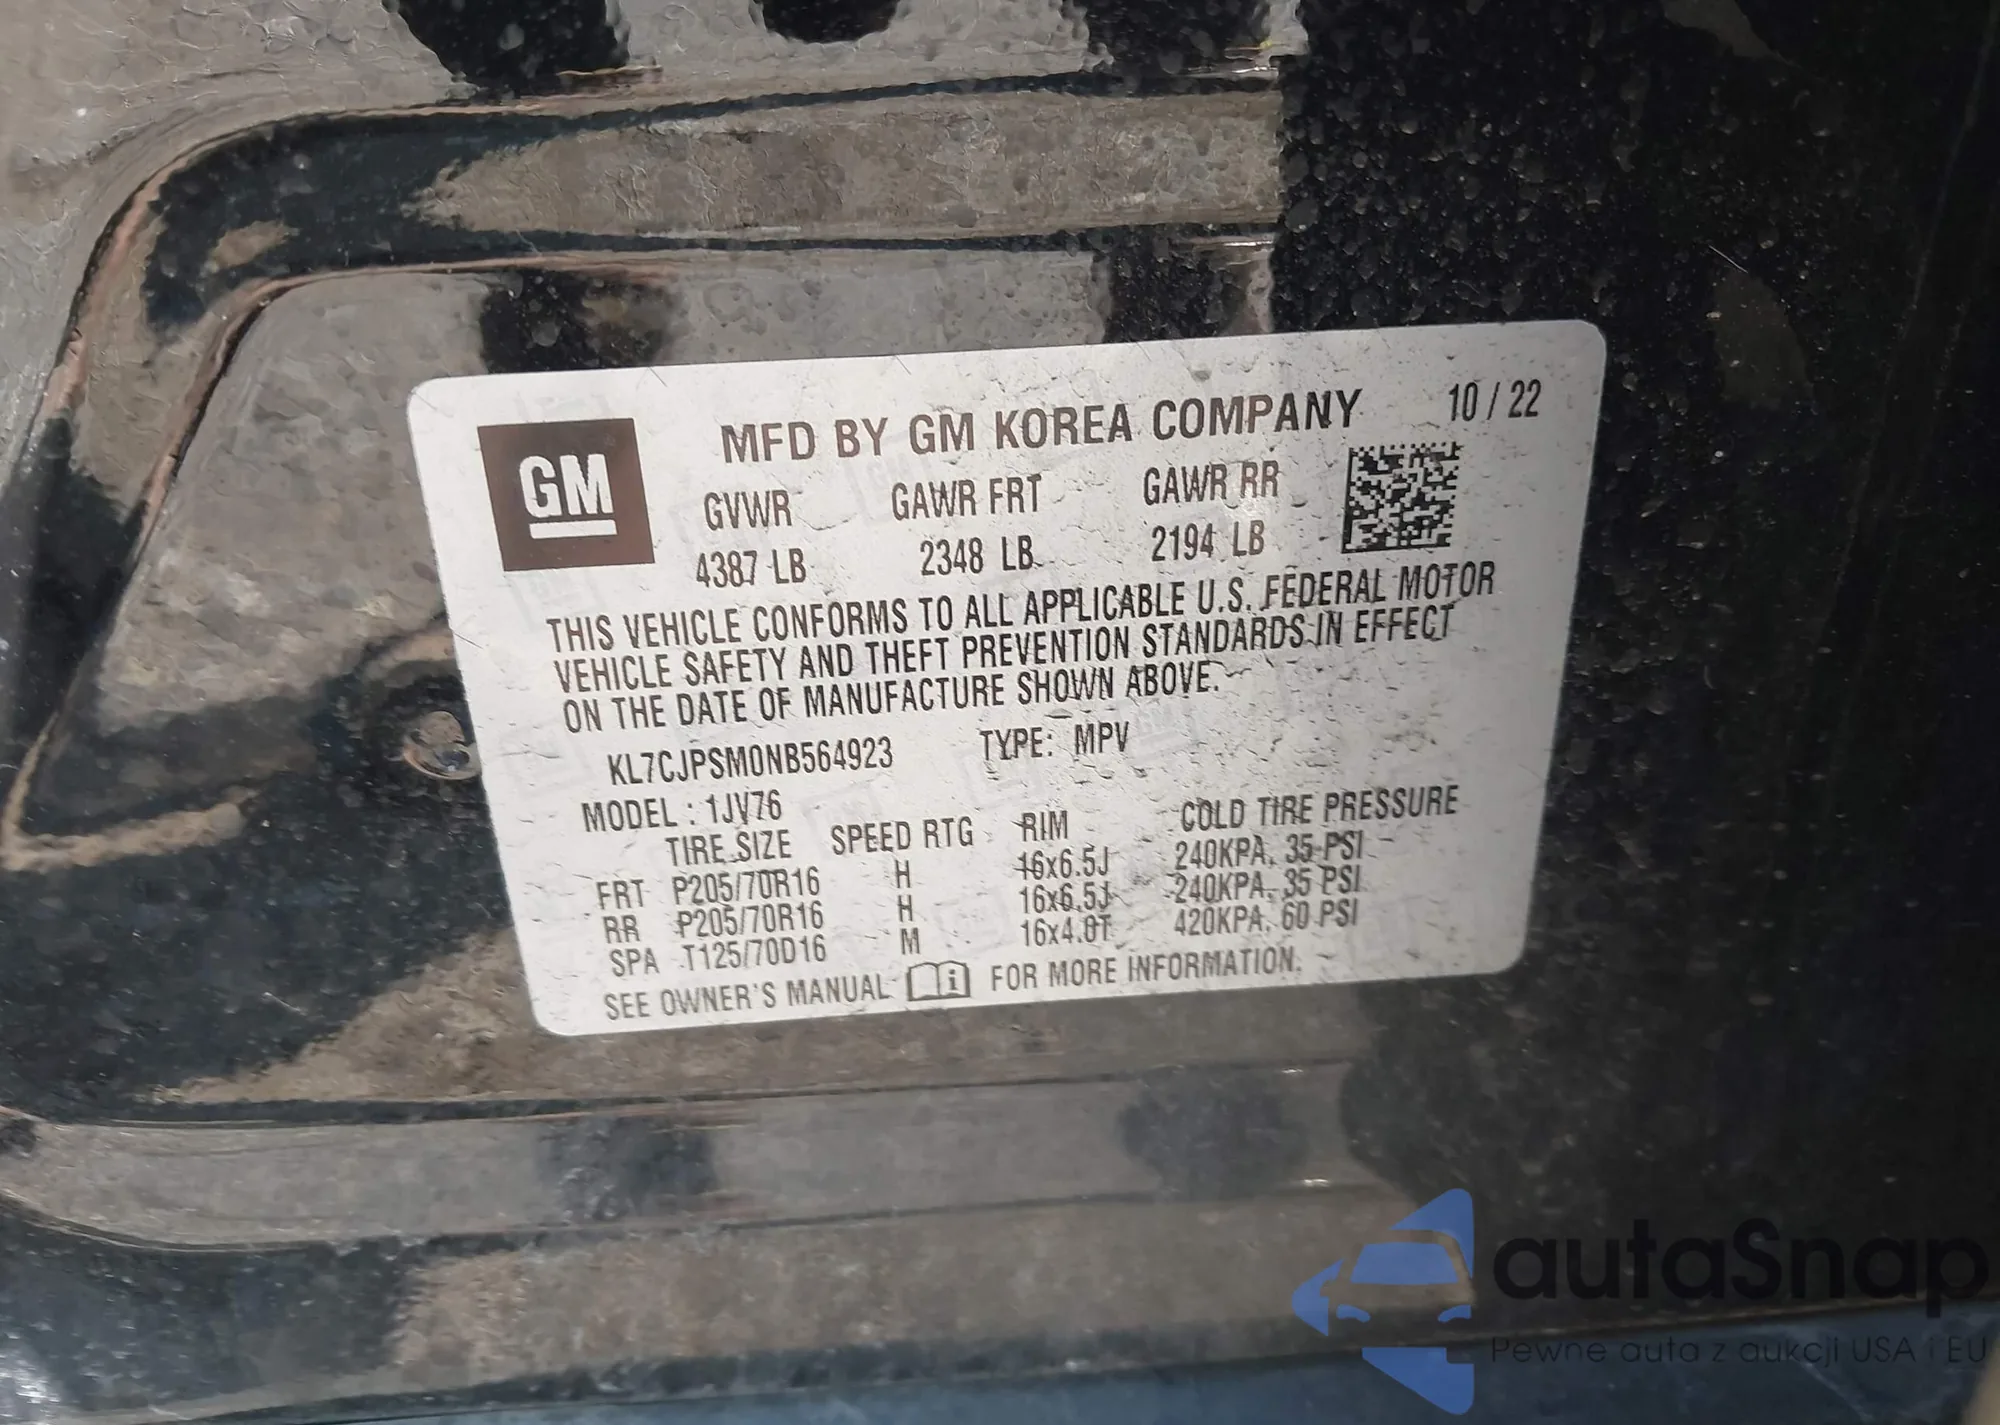 MFD BY GM KOREA COMPANY 10 / 22
GM
GVWR GAWR FRT GAWR RR
4387 LB 2348 LB 2194 LB
THIS VEHICLE CONFORMS TO ALL APPLICABLE U.S. FEDERAL MOTOR
VEHICLE SAFETY AND THEFT PREVENTION STANDARDS IN EFFECT
ON THE DATE OF MANUFACTURE SHOWN ABOVE.
KL7CJPSM0NB564923 TYPE: MPV
MODEL : 1JV76
TIRE SIZE SPEED RTG RIM COLD TIRE PRESSURE
FRT P205/70R16 H 16x6.5J 240KPA, 35 PSI
RR P205/70R16 H 16x6.5J 240KPA, 35 PSI
SPA T125/70D16 M 16x4.0T 420KPA, 60 PSI
SEE OWNER'S MANUAL FOR MORE INFORMATION.
autaSnap
Pewne auta z aukcji USA i EU